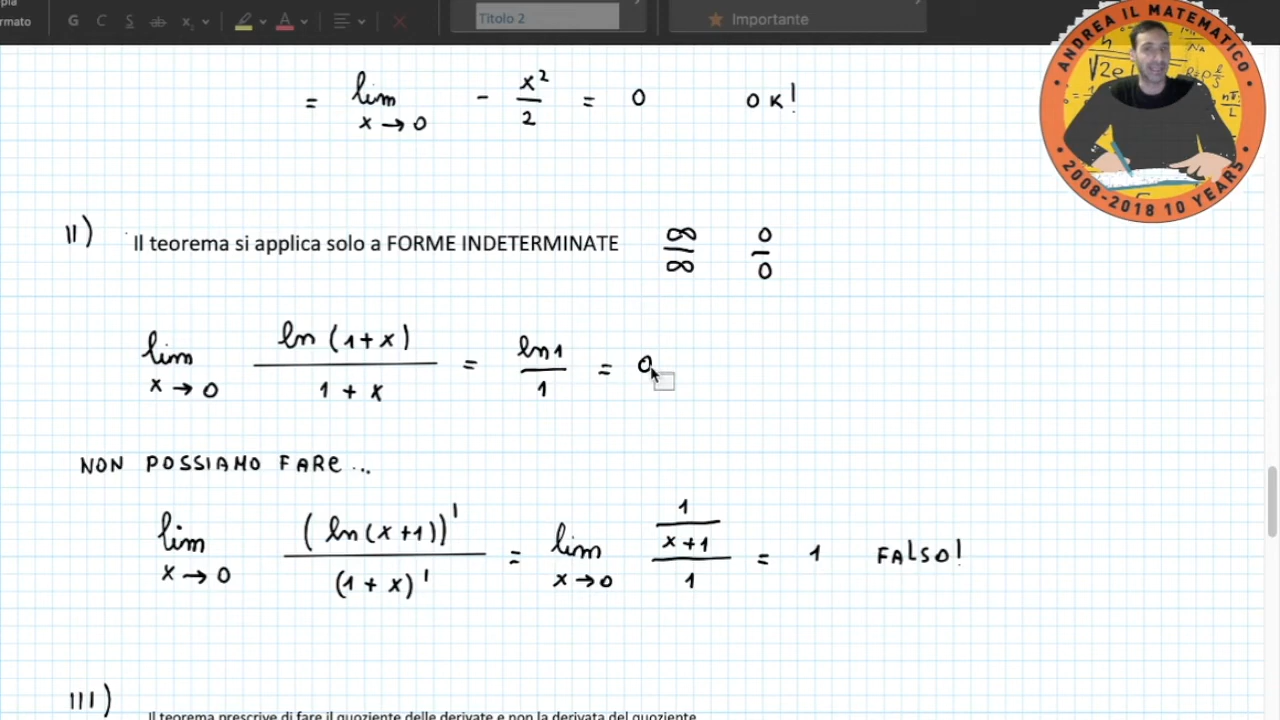 pia
rmato
G C S ab x
A
Titolo 2
Importante
ANDREA IL MATEMATICO
2008-2018 10 YEARS
= lim x → 0 - x²/2 = 0 OK!
II) Il teorema si applica solo a FORME INDETERMINATE ∞/∞ 0/0
lim x → 0 ln (1+x) / 1 + x = ln1 / 1 = 0
NON POSSIAMO FARE...
lim x → 0 (ln(x+1))' / (1 + x)' = lim x → 0 1/(x+1) / 1 = 1 FALSO!
III) Il teorema prescrive di fare il quoziente delle derivate e non la derivata del quoziente